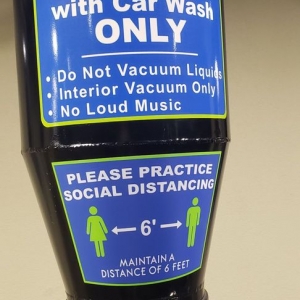 with Car Wash
ONLY
• Do Not Vacuum Liquids
• Interior Vacuum Only
• No Loud Music
PLEASE PRACTICE
SOCIAL DISTANCING
6'
MAINTAIN A
DISTANCE OF 6 FEET